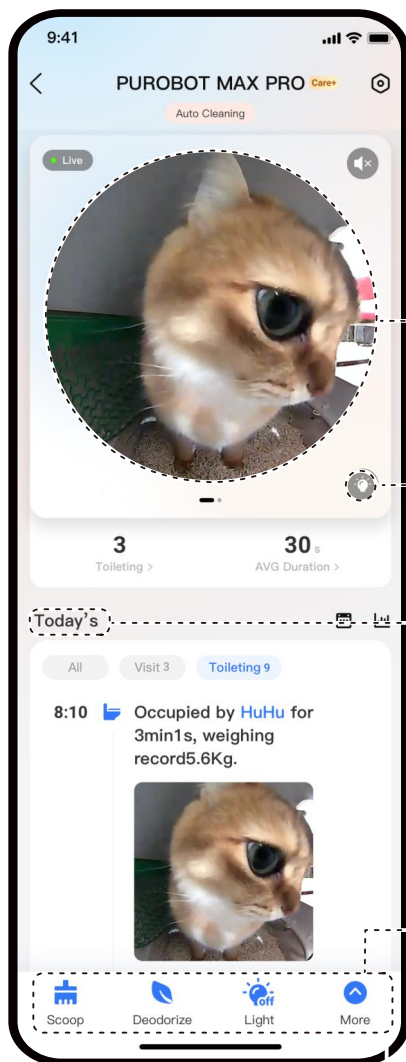 9:41
PUROBOT MAX PRO Care+
Auto Cleaning
Live
3
Toileting >
30 s
AVG Duration >
Today's
All
Visit 3
Toileting 9
8:10
Occupied by HuHu for
3min1s, weighing
record5.6Kg.
Scoop
Deodorize
off
Light
More